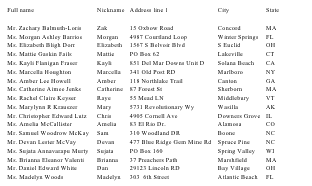 Full name Nickname Address line 1 City State
Mr. Zachary Balmuth-Loris Zak 15 Oxbow Road Concord MA
Mr. Morgan Ashley Barrios Morgan 4987 Courtland Loop Winter Springs FL
Ms. Elizabeth Bligh Dorr Elizabeth 1567 S Belvoir Blvd S Euclid OH
Ms. Mattie Gaskin Fails Mattie PO Box 62 Lakeville CT
Ms. Kayli Flanigan Fraser Kayli 851 Del Mar Downs Unit D Solana Beach CA
Ms. Marcella Houghton Marcella 341 Old Post RD Marlboro NY
Ms. Amber Lee Howell Amber 118 Northlake Trail Canton GA
Ms. Catherine Aimee Jenks Catherine 87 Forest St Sherborn MA
Ms. Rachel Claire Keyser Raye 55 Mead LN Middlebury VT
Ms. Marylynn R Kraeuser Mary 5731 Revolutionary Wy Wasilla AK
Mr. Christopher Edward Lutz Chris 4905 Cornell Ave Downers Grove IL
Ms. Amelia McCallister Amelia 83 El Rio Dr. Alamosa CO
Mr. Samuel Woodrow McKay Sam 310 Woodland DR Boone NC
Mr. Devan Lester McVay Devan 477 Blue Ridge Gem Mine Rd Spruce Pine NC
Ms. Sujata Annavarapu Murty Sujata PO Box 160 Spring Valley WI
Ms. Brianna Eleanor Valenti Brianna 37 Preachers Path Marshfield MA
Mr. Daniel Edward White Dan 29123 Lincoln RD Bay Village OH
Ms. Madelyn Woods Madelyn 303 6th Street Atlantic Beach FL